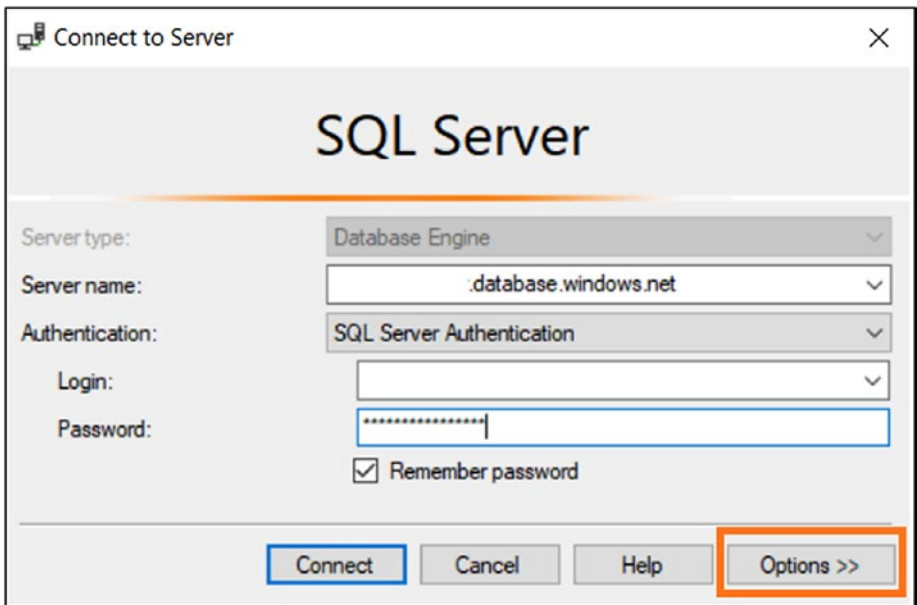 Connect to Server
SQL Server
Server type: Database Engine
Server name: .database.windows.net
Authentication: SQL Server Authentication
Login:
Password: ****************
Remember password
Connect Cancel Help Options >>